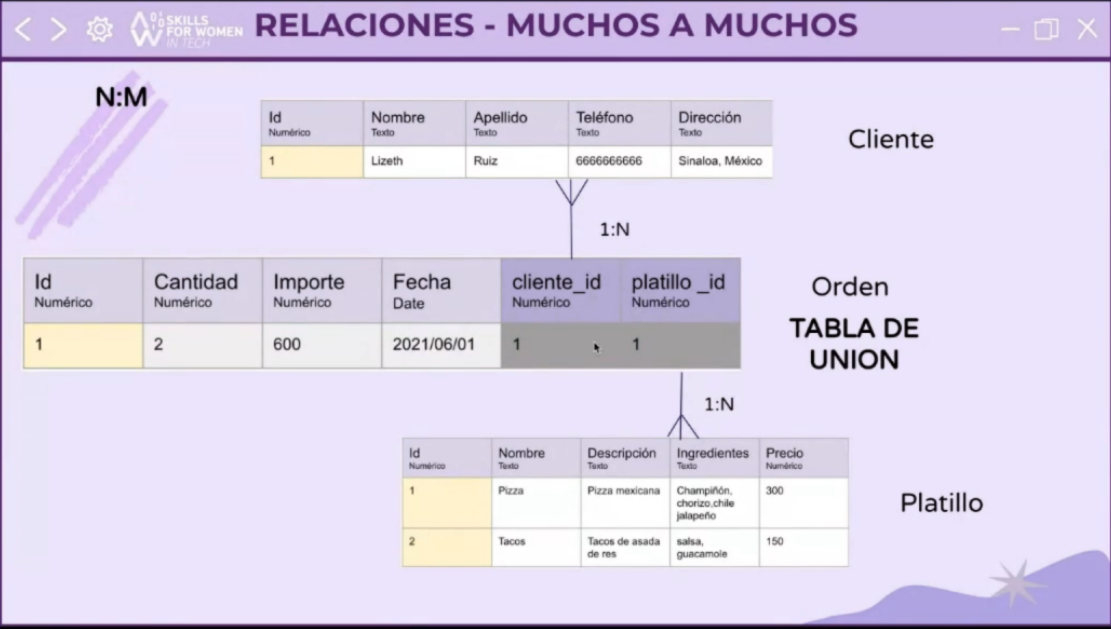 SKILLS
FOR WOMEN
IN TECH
RELACIONES - MUCHOS A MUCHOS
N:M
Id Nombre Apellido Teléfono Dirección
Numérico Texto Texto Texto Texto
1 Lizeth Ruiz 6666666666 Sinaloa, México
Cliente
1:N
Id Cantidad Importe Fecha cliente_id platillo _id
Numérico Numérico Numérico Date Numérico Numérico
1 2 600 2021/06/01 1 1
Orden
TABLA DE
UNION
1:N
Id Nombre Descripción Ingredientes Precio
Numérico Texto Texto Texto Numérico
1 Pizza Pizza mexicana Champiñón, 300
chorizo,chile
jalapeño
2 Tacos Tacos de asada salsa, 150
de res guacamole
Platillo